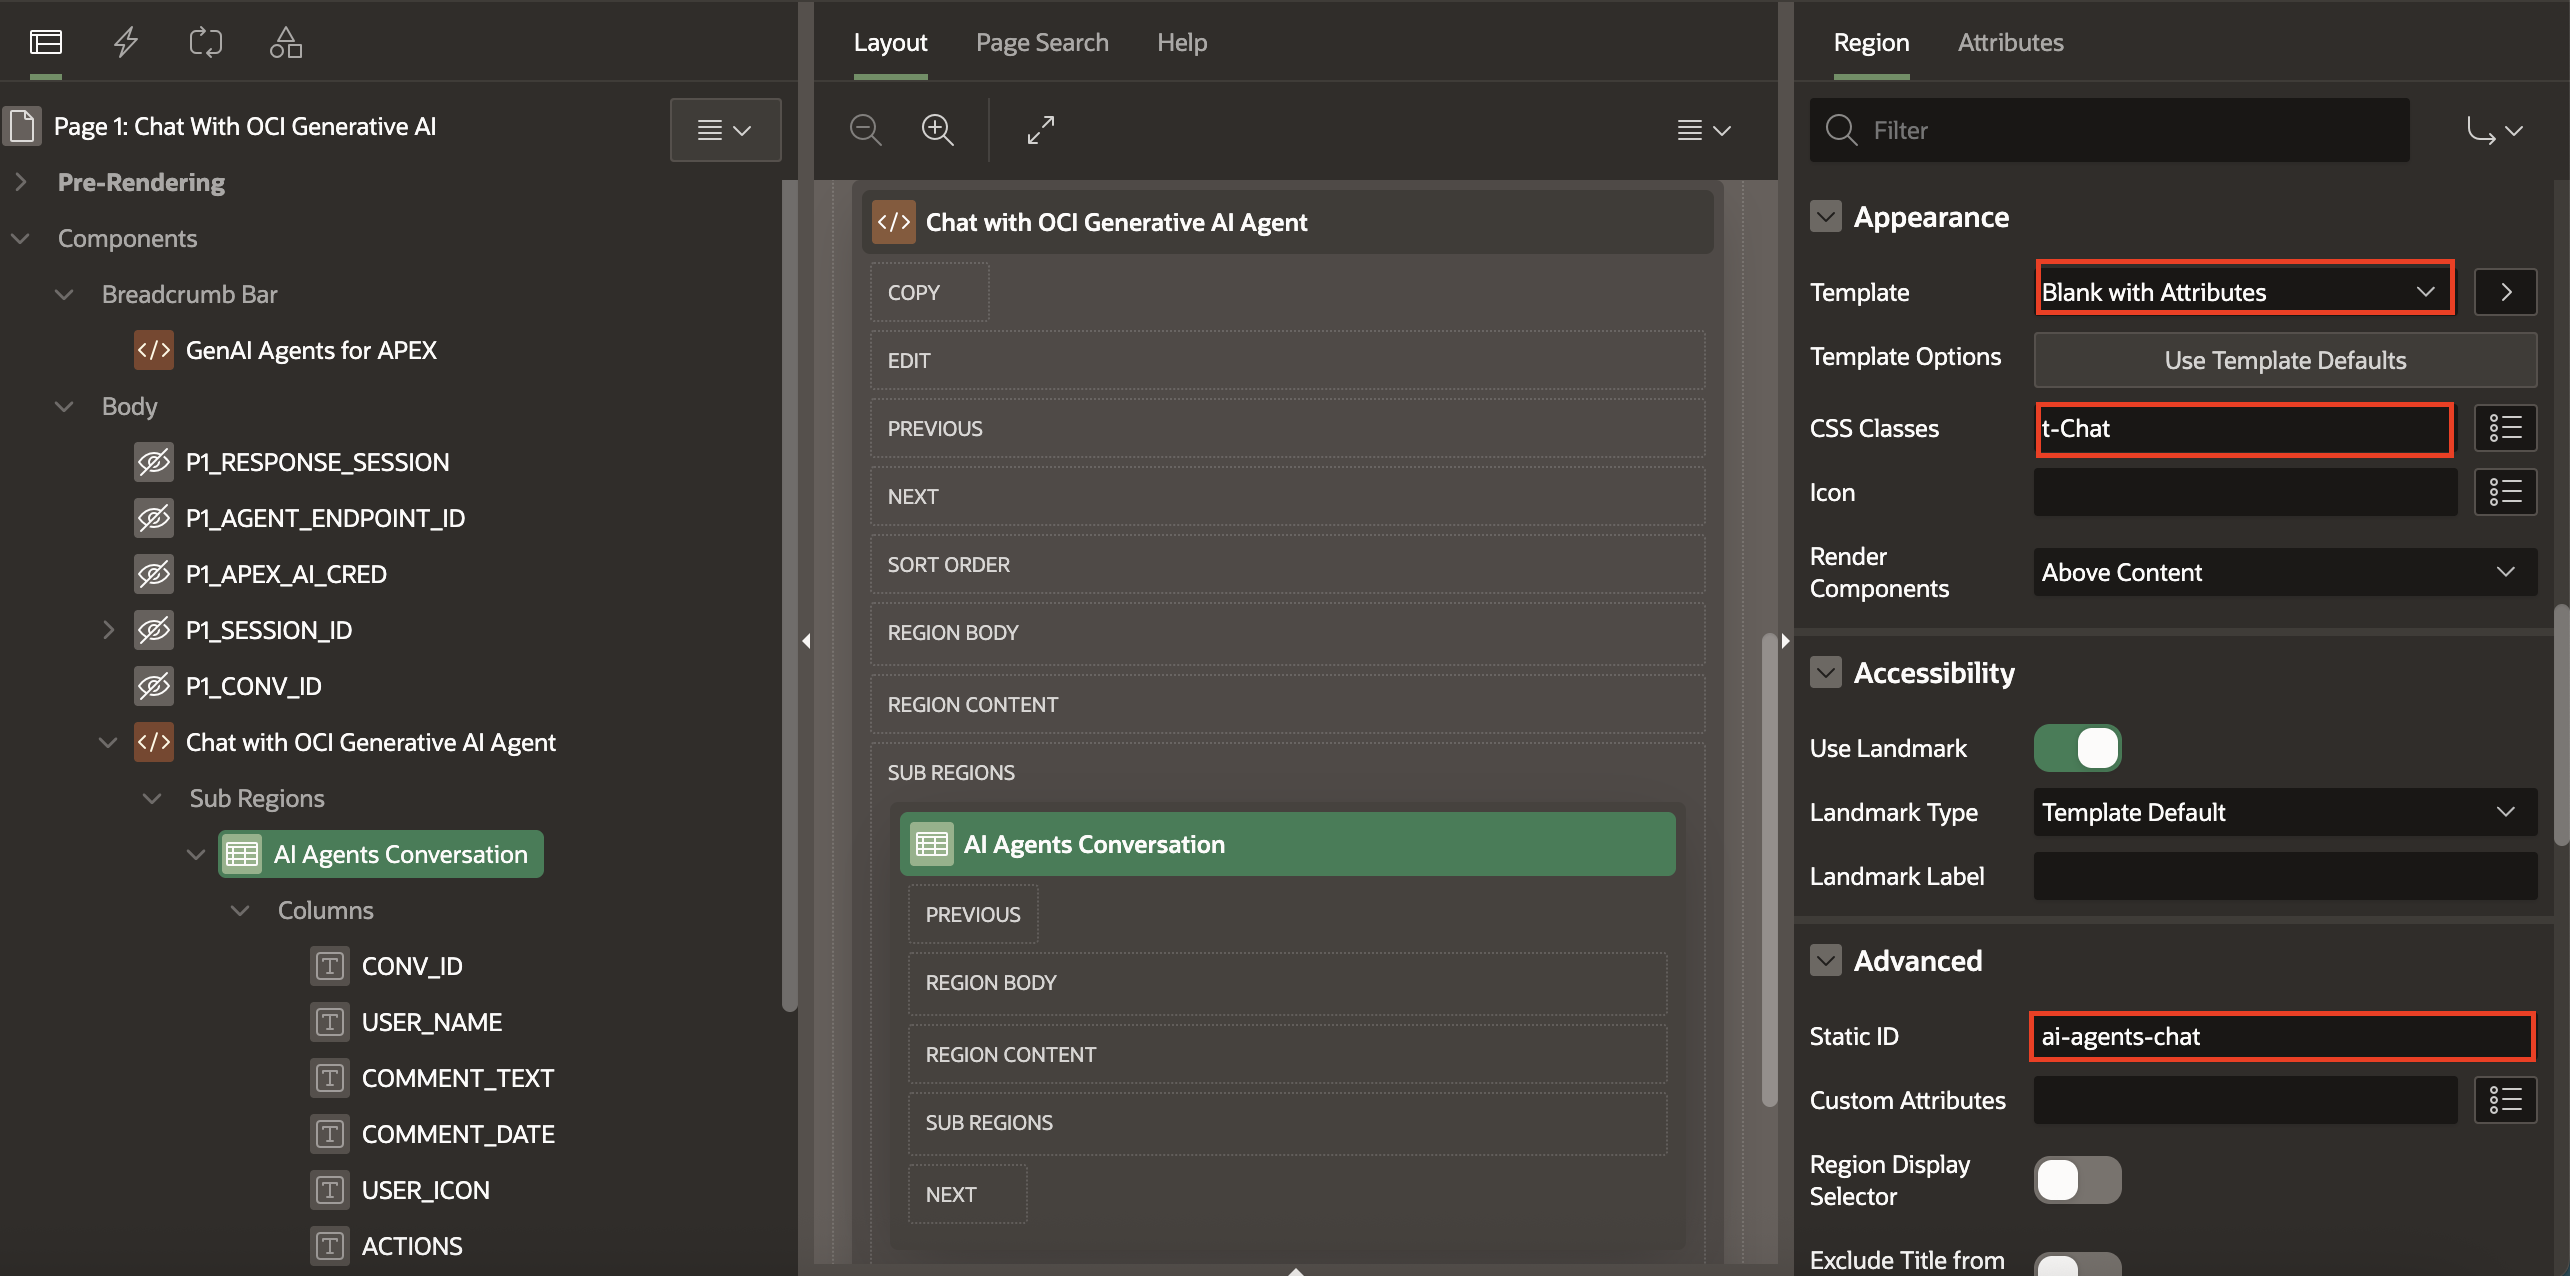 Page 1: Chat With OCI Generative AI
Pre-Rendering
Components
Breadcrumb Bar
GenAI Agents for APEX
Body
P1_RESPONSE_SESSION
P1_AGENT_ENDPOINT_ID
P1_APEX_AI_CRED
P1_SESSION_ID
P1_CONV_ID
Chat with OCI Generative AI Agent
Sub Regions
AI Agents Conversation
Columns
CONV_ID
USER_NAME
COMMENT_TEXT
COMMENT_DATE
USER_ICON
ACTIONS
Layout
Page Search
Help
Chat with OCI Generative AI Agent
COPY
EDIT
PREVIOUS
NEXT
SORT ORDER
REGION BODY
REGION CONTENT
SUB REGIONS
AI Agents Conversation
PREVIOUS
REGION BODY
REGION CONTENT
SUB REGIONS
NEXT
Region
Attributes
Filter
Appearance
Template
Blank with Attributes
Template Options
Use Template Defaults
CSS Classes
t-Chat
Icon
Render
Components
Above Content
Accessibility
Use Landmark
Landmark Type
Template Default
Landmark Label
Advanced
Static ID
ai-agents-chat
Custom Attributes
Region Display
Selector
Exclude Title from